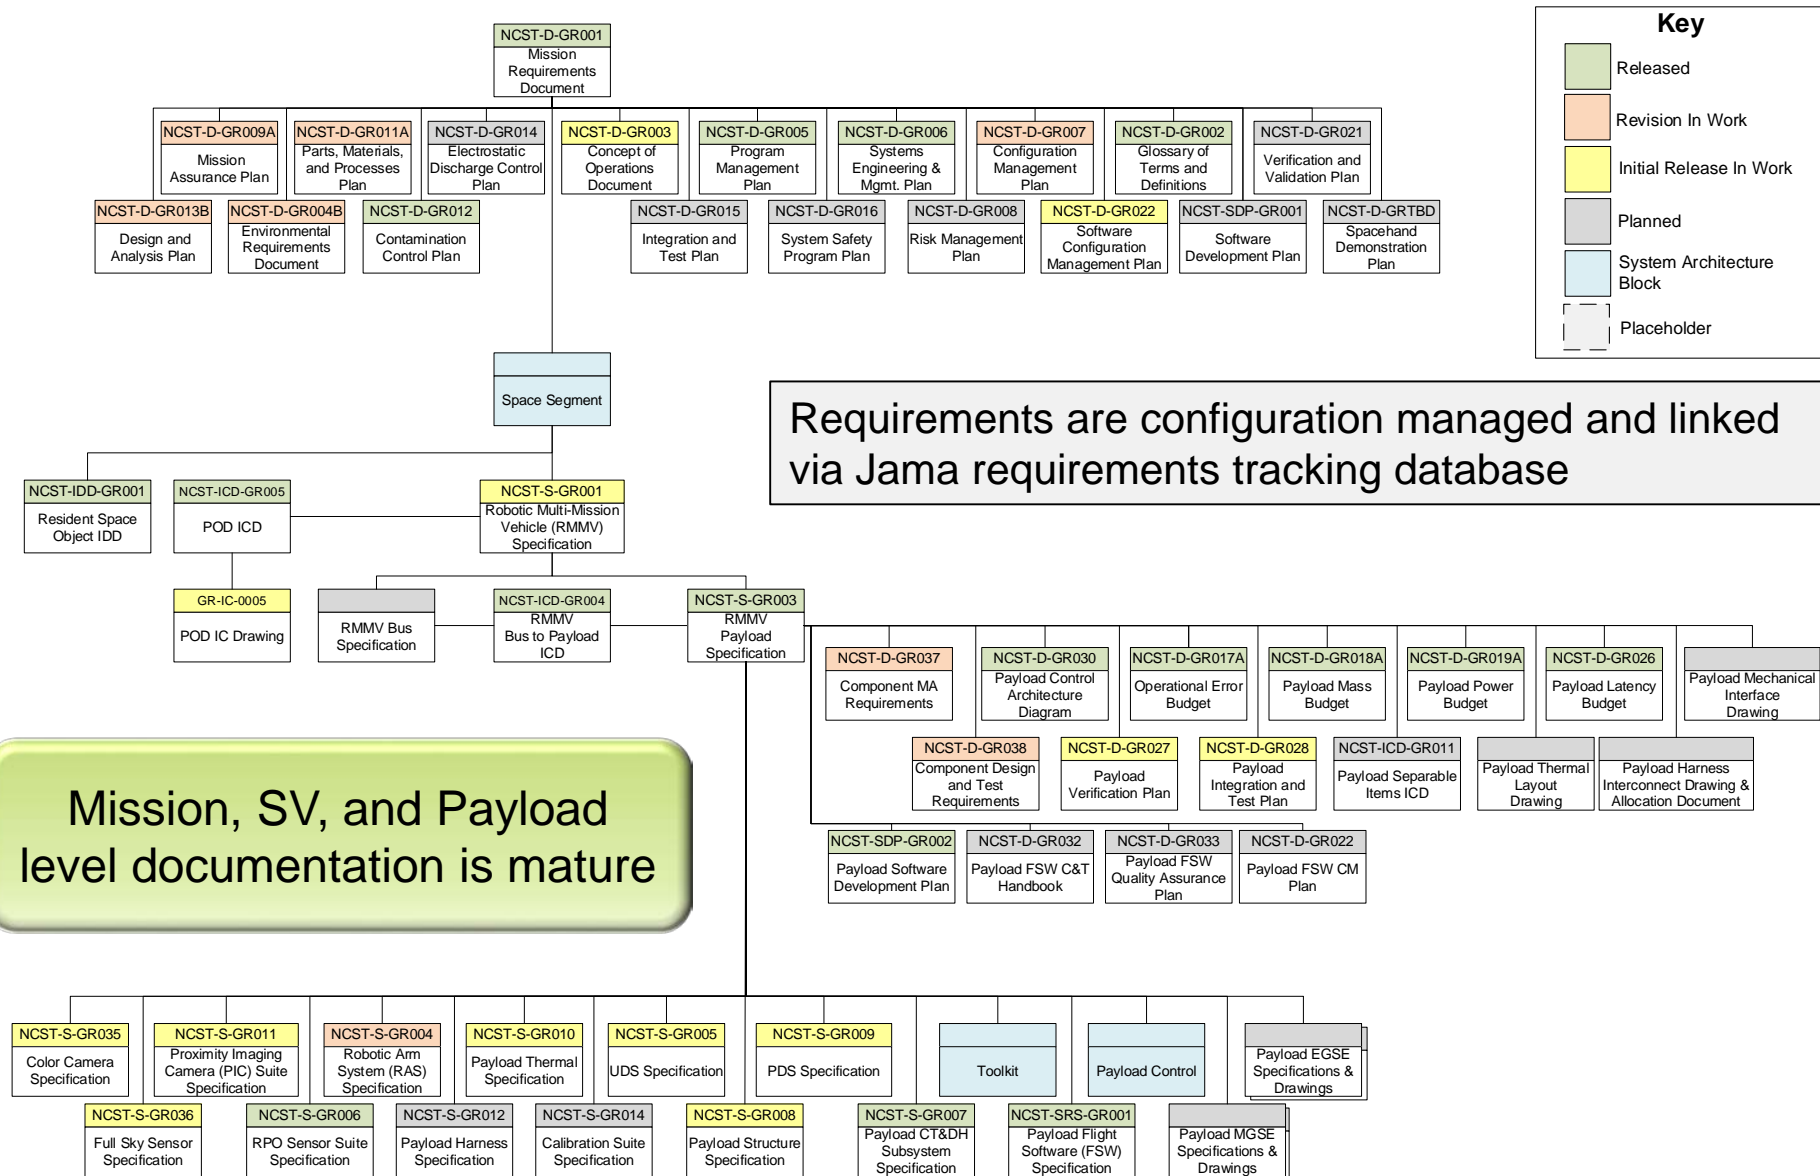 NCST-D-GR001
Mission
Requirements
Document
Key
Released
Revision In Work
Initial Release In Work
Planned
System Architecture
Block
Placeholder
NCST-D-GR009A
Mission
Assurance Plan
NCST-D-GR011A
Parts, Materials,
and Processes
Plan
NCST-D-GR014
Electrostatic
Discharge Control
Plan
NCST-D-GR003
Concept of
Operations
Document
NCST-D-GR005
Program
Management
Plan
NCST-D-GR006
Systems
Engineering &
Mgmt. Plan
NCST-D-GR007
Configuration
Management
Plan
NCST-D-GR002
Glossary of
Terms and
Definitions
NCST-D-GR021
Verification and
Validation Plan
NCST-D-GR013B
Design and
Analysis Plan
NCST-D-GR004B
Environmental
Requirements
Document
NCST-D-GR012
Contamination
Control Plan
NCST-D-GR015
Integration and
Test Plan
NCST-D-GR016
System Safety
Program Plan
NCST-D-GR008
Risk Management
Plan
NCST-D-GR022
Software
Configuration
Management Plan
NCST-SDP-GR001
Software
Development Plan
NCST-D-GRTBD
Spacehand
Demonstration
Plan
Space Segment
Requirements are configuration managed and linked
via Jama requirements tracking database
NCST-IDD-GR001
Resident Space
Object IDD
NCST-ICD-GR005
POD ICD
NCST-S-GR001
Robotic Multi-Mission
Vehicle (RMMV)
Specification
GR-IC-0005
POD IC Drawing
RMMV Bus
Specification
NCST-ICD-GR004
RMMV
Bus to Payload
ICD
NCST-S-GR003
RMMV
Payload
Specification
NCST-D-GR037
Component MA
Requirements
NCST-D-GR030
Payload Control
Architecture
Diagram
NCST-D-GR017A
Operational Error
Budget
NCST-D-GR018A
Payload Mass
Budget
NCST-D-GR019A
Payload Power
Budget
NCST-D-GR026
Payload Latency
Budget
Payload Mechanical
Interface
Drawing
NCST-D-GR038
Component Design
and Test
Requirements
NCST-D-GR027
Payload
Verification Plan
NCST-D-GR028
Payload
Integration and
Test Plan
NCST-ICD-GR011
Payload Separable
Items ICD
Payload Thermal
Layout
Drawing
Payload Harness
Interconnect Drawing &
Allocation Document
NCST-SDP-GR002
Payload Software
Development Plan
NCST-D-GR032
Payload FSW C&T
Handbook
NCST-D-GR033
Payload FSW
Quality Assurance
Plan
NCST-D-GR022
Payload FSW CM
Plan
Mission, SV, and Payload
level documentation is mature
NCST-S-GR035
Color Camera
Specification
NCST-S-GR011
Proximity Imaging
Camera (PIC) Suite
Specification
NCST-S-GR004
Robotic Arm
System (RAS)
Specification
NCST-S-GR010
Payload Thermal
Specification
NCST-S-GR005
UDS Specification
NCST-S-GR009
PDS Specification
Toolkit
Payload Control
Payload EGSE
Specifications &
Drawings
NCST-S-GR036
Full Sky Sensor
Specification
NCST-S-GR006
RPO Sensor Suite
Specification
NCST-S-GR012
Payload Harness
Specification
NCST-S-GR014
Calibration Suite
Specification
NCST-S-GR008
Payload Structure
Specification
NCST-S-GR007
Payload CT&DH
Subsystem
Specification
NCST-SRS-GR001
Payload Flight
Software (FSW)
Specification
Payload MGSE
Specifications &
Drawings